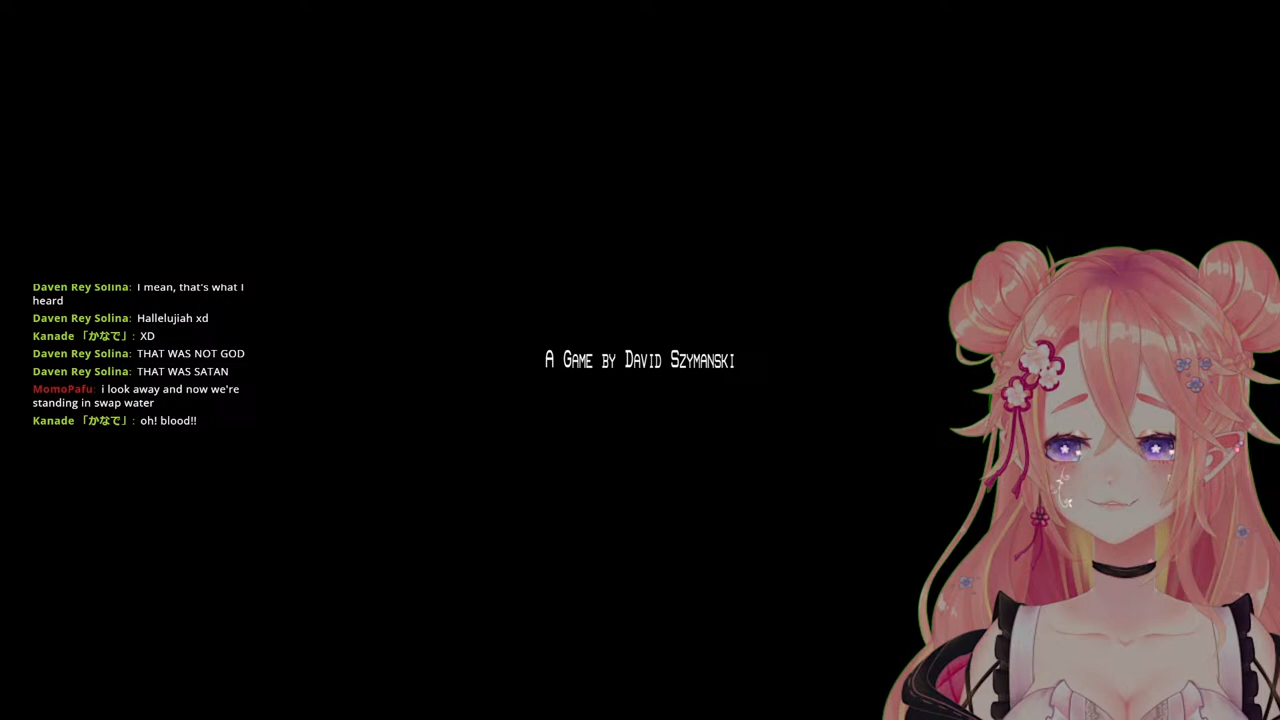 Daven Rey Solina: I mean, that's what I
heard
Daven Rey Solina: Hallelujiah xd
Kanade 「かなで」: XD
Daven Rey Solina: THAT WAS NOT GOD
Daven Rey Solina: THAT WAS SATAN
MomoPafu: i look away and now we're
standing in swap water
Kanade 「かなで」: oh! blood!!
A Game by David Szymanski